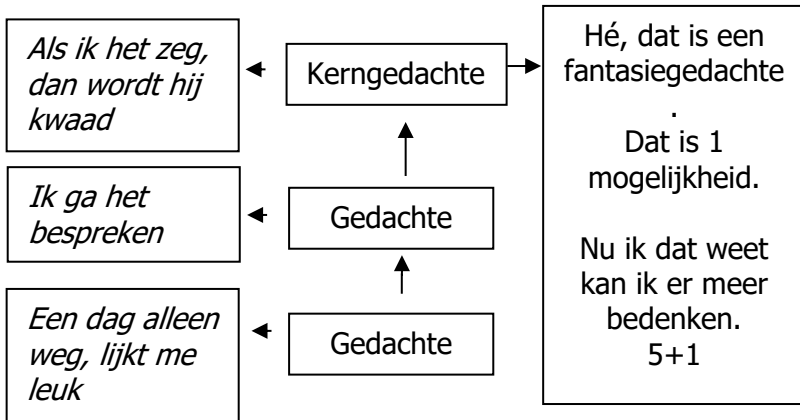 Als ik het zeg,
dan wordt hij
kwaad
Kerngedachte
Hé, dat is een
fantasiegedachte
.
Dat is 1
mogelijkheid.
Nu ik dat weet
kan ik er meer
bedenken.
5+1
Ik ga het
bespreken
Gedachte
Een dag alleen
weg, lijkt me
leuk
Gedachte